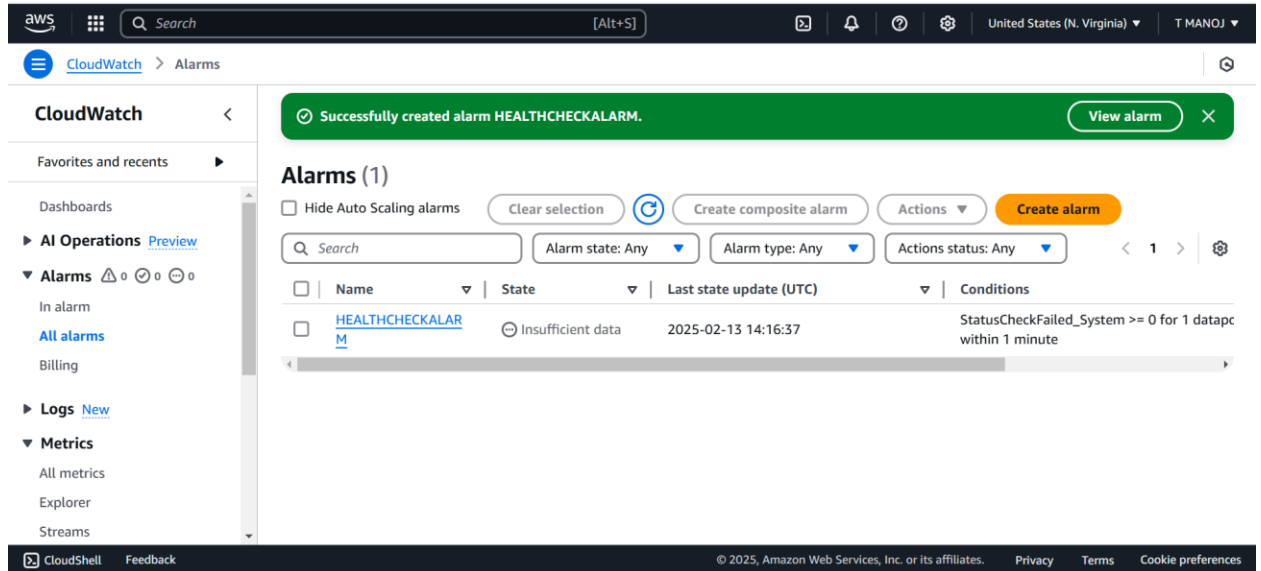 aws
Search [Alt+S]
United States (N. Virginia) ▼
T MANOJ ▼
CloudWatch > Alarms
CloudWatch
Favorites and recents
Dashboards
AI Operations Preview
Alarms 0 0 0
In alarm
All alarms
Billing
Logs New
Metrics
All metrics
Explorer
Streams
Successfully created alarm HEALTHCHECKALARM.
View alarm
Alarms (1)
Hide Auto Scaling alarms
Clear selection
Create composite alarm
Actions ▼
Create alarm
Search
Alarm state: Any
Alarm type: Any
Actions status: Any
< 1 >
Name
State
Last state update (UTC)
Conditions
HEALTHCHECKALAR
M
Insufficient data
2025-02-13 14:16:37
StatusCheckFailed_System >= 0 for 1 datapo
within 1 minute
CloudShell
Feedback
© 2025, Amazon Web Services, Inc. or its affiliates.
Privacy
Terms
Cookie preferences